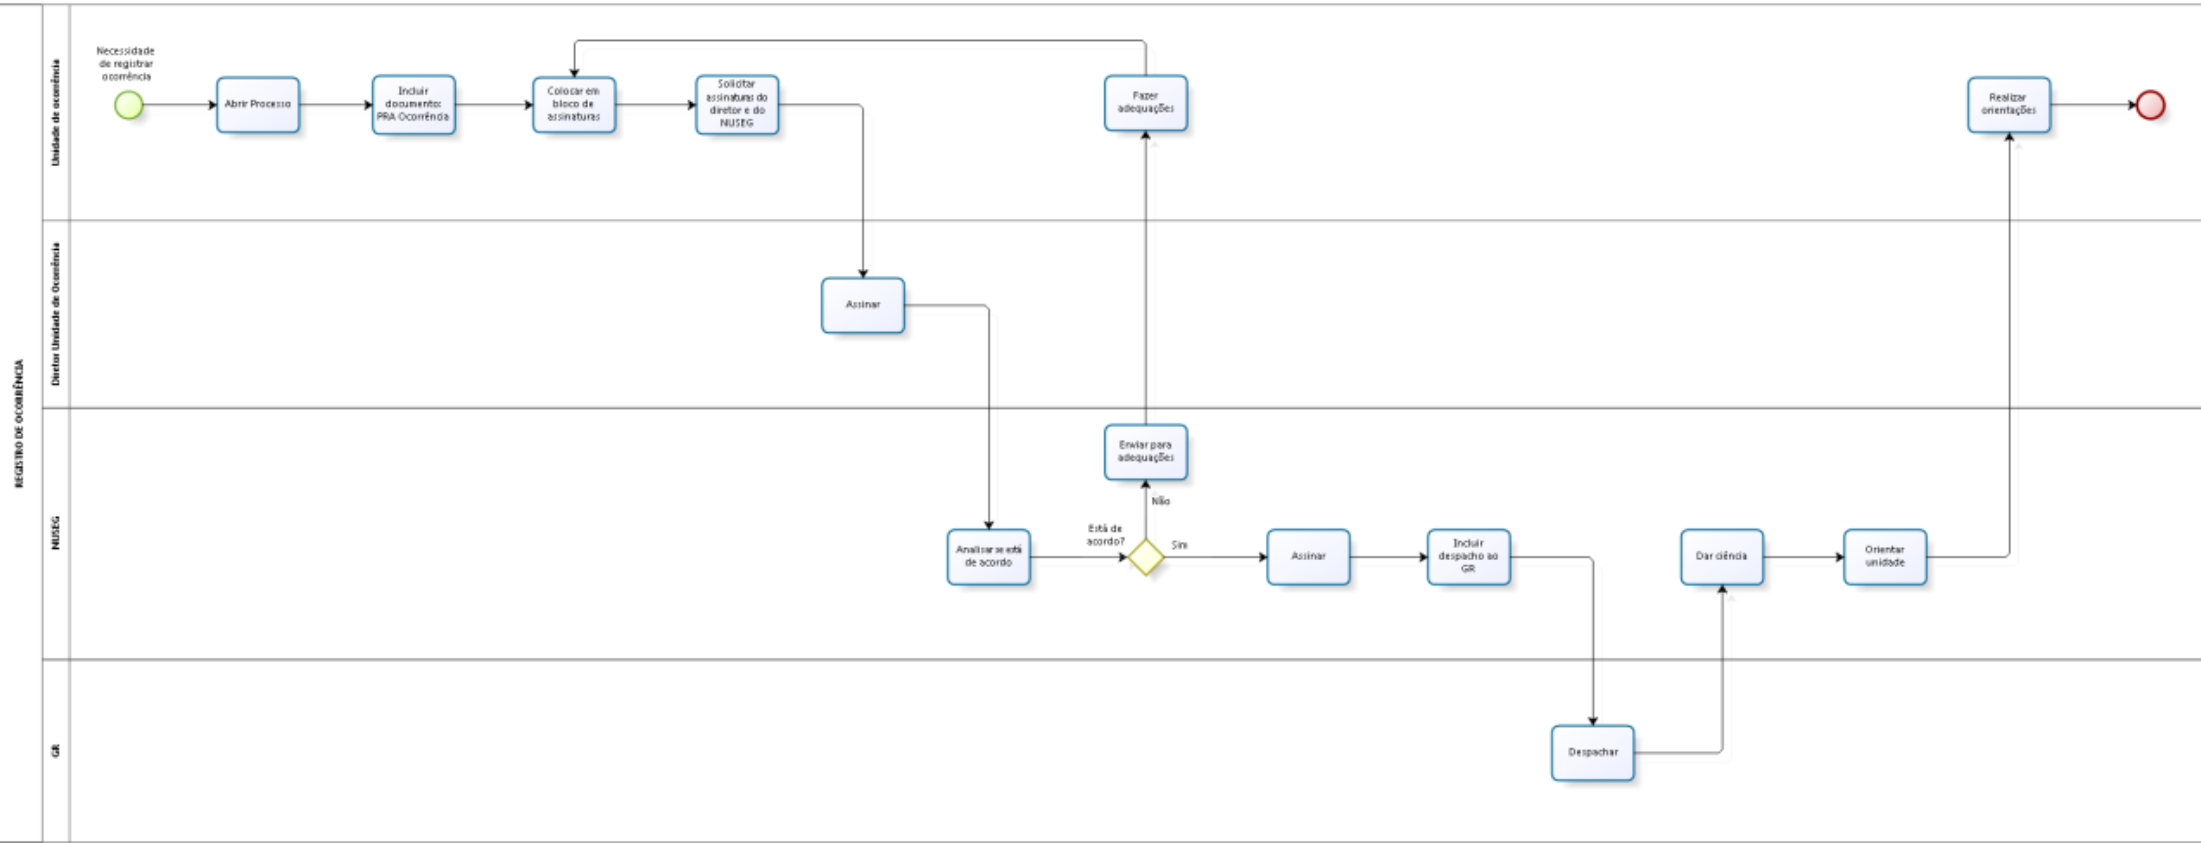 REGISTRO DE OCORRÊNCIA
Unidade de ocorrência
Necessidade
de registrar
ocorrência
Abrir Processo
Incluir
documento:
PRA Ocorrência
Colocar em
bloco de
assinaturas
Solicitar
assinaturas do
diretor e do
NUSEG
Fazer
adequações
Realizar
orientações
Diretor Unidade de Ocorrência
Assinar
NUSEG
Enviar para
adequações
Não
Analisar se está
de acordo
Está de
acordo?
Sim
Assinar
Incluir
despacho ao
GR
Dar ciência
Orientar
unidade
GR
Despachar